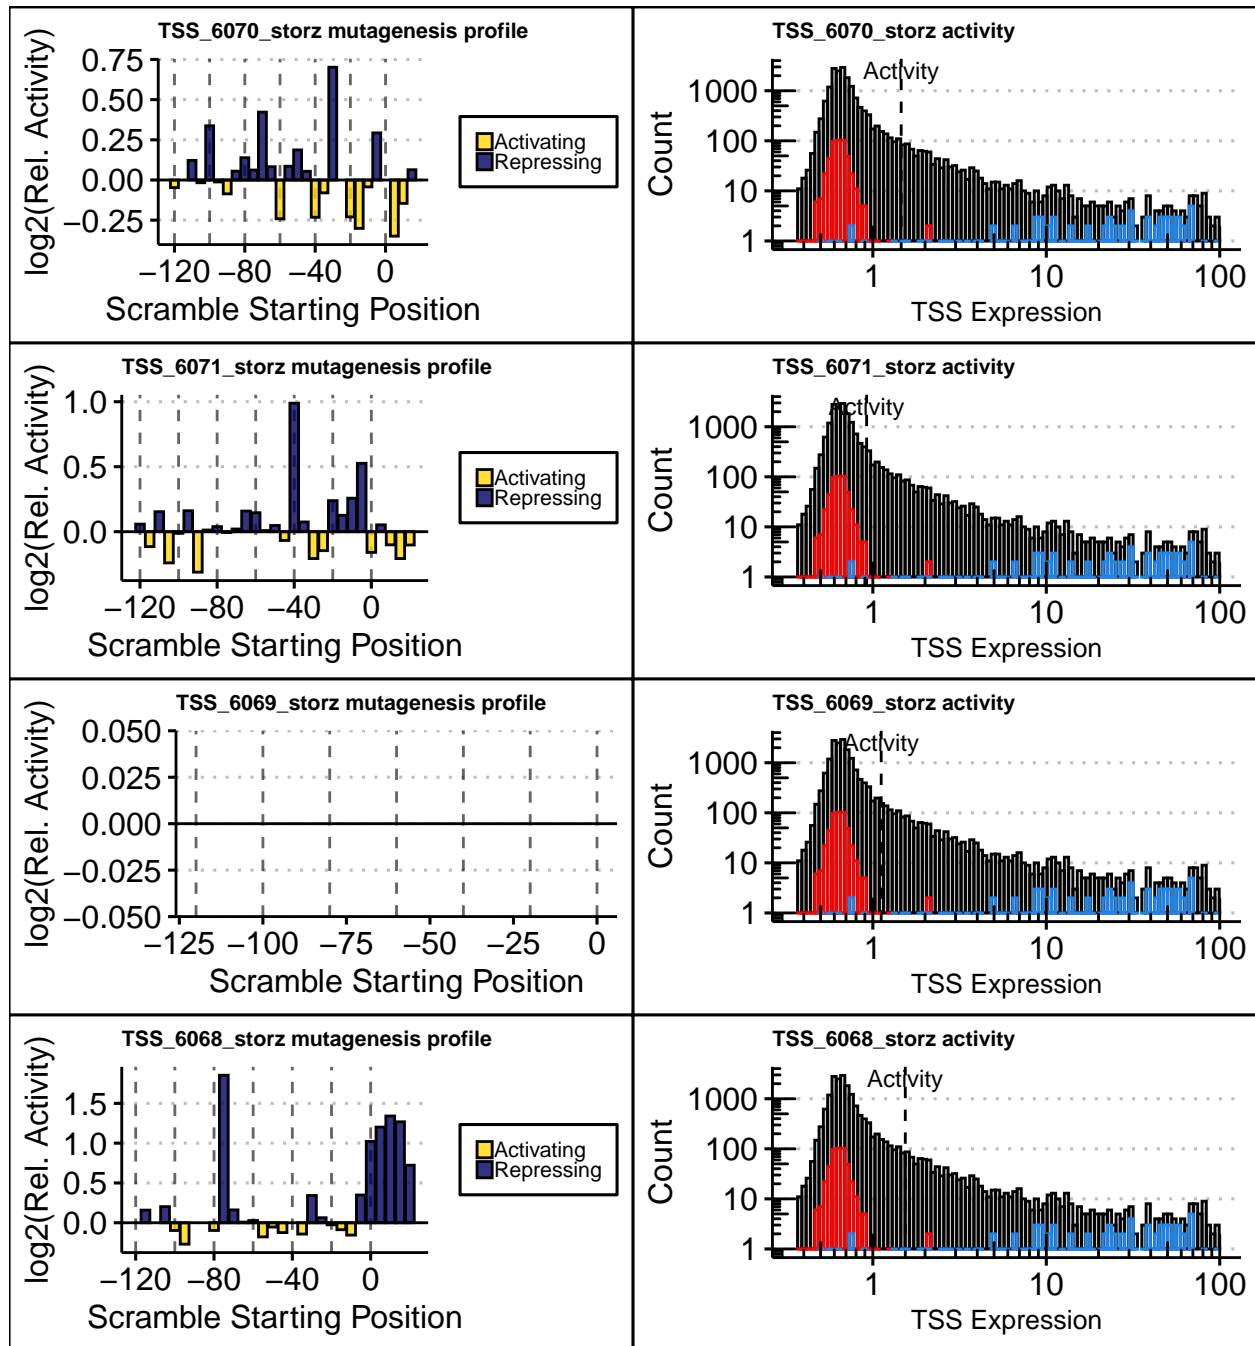 TSS_6070_storz mutagenesis profile
log2(Rel. Activity)
0.75
0.50
0.25
0.00
−0.25
−120 −80 −40 0
Scramble Starting Position
Activating
Repressing
TSS_6070_storz activity
Activity
Count
1000
100
10
1
1 10 100
TSS Expression
TSS_6071_storz mutagenesis profile
log2(Rel. Activity)
1.0
0.5
0.0
−120 −80 −40 0
Scramble Starting Position
Activating
Repressing
TSS_6071_storz activity
Activity
Count
1000
100
10
1
1 10 100
TSS Expression
TSS_6069_storz mutagenesis profile
log2(Rel. Activity)
0.050
0.025
0.000
−0.025
−0.050
−125 −100 −75 −50 −25 0
Scramble Starting Position
TSS_6069_storz activity
Activity
Count
1000
100
10
1
1 10 100
TSS Expression
TSS_6068_storz mutagenesis profile
log2(Rel. Activity)
1.5
1.0
0.5
0.0
−120 −80 −40 0
Scramble Starting Position
Activating
Repressing
TSS_6068_storz activity
Activity
Count
1000
100
10
1
1 10 100
TSS Expression